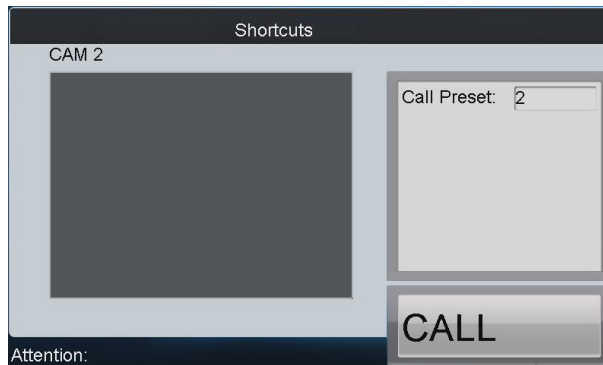 Shortcuts
CAM 2
Call Preset: 2
CALL
Attention: